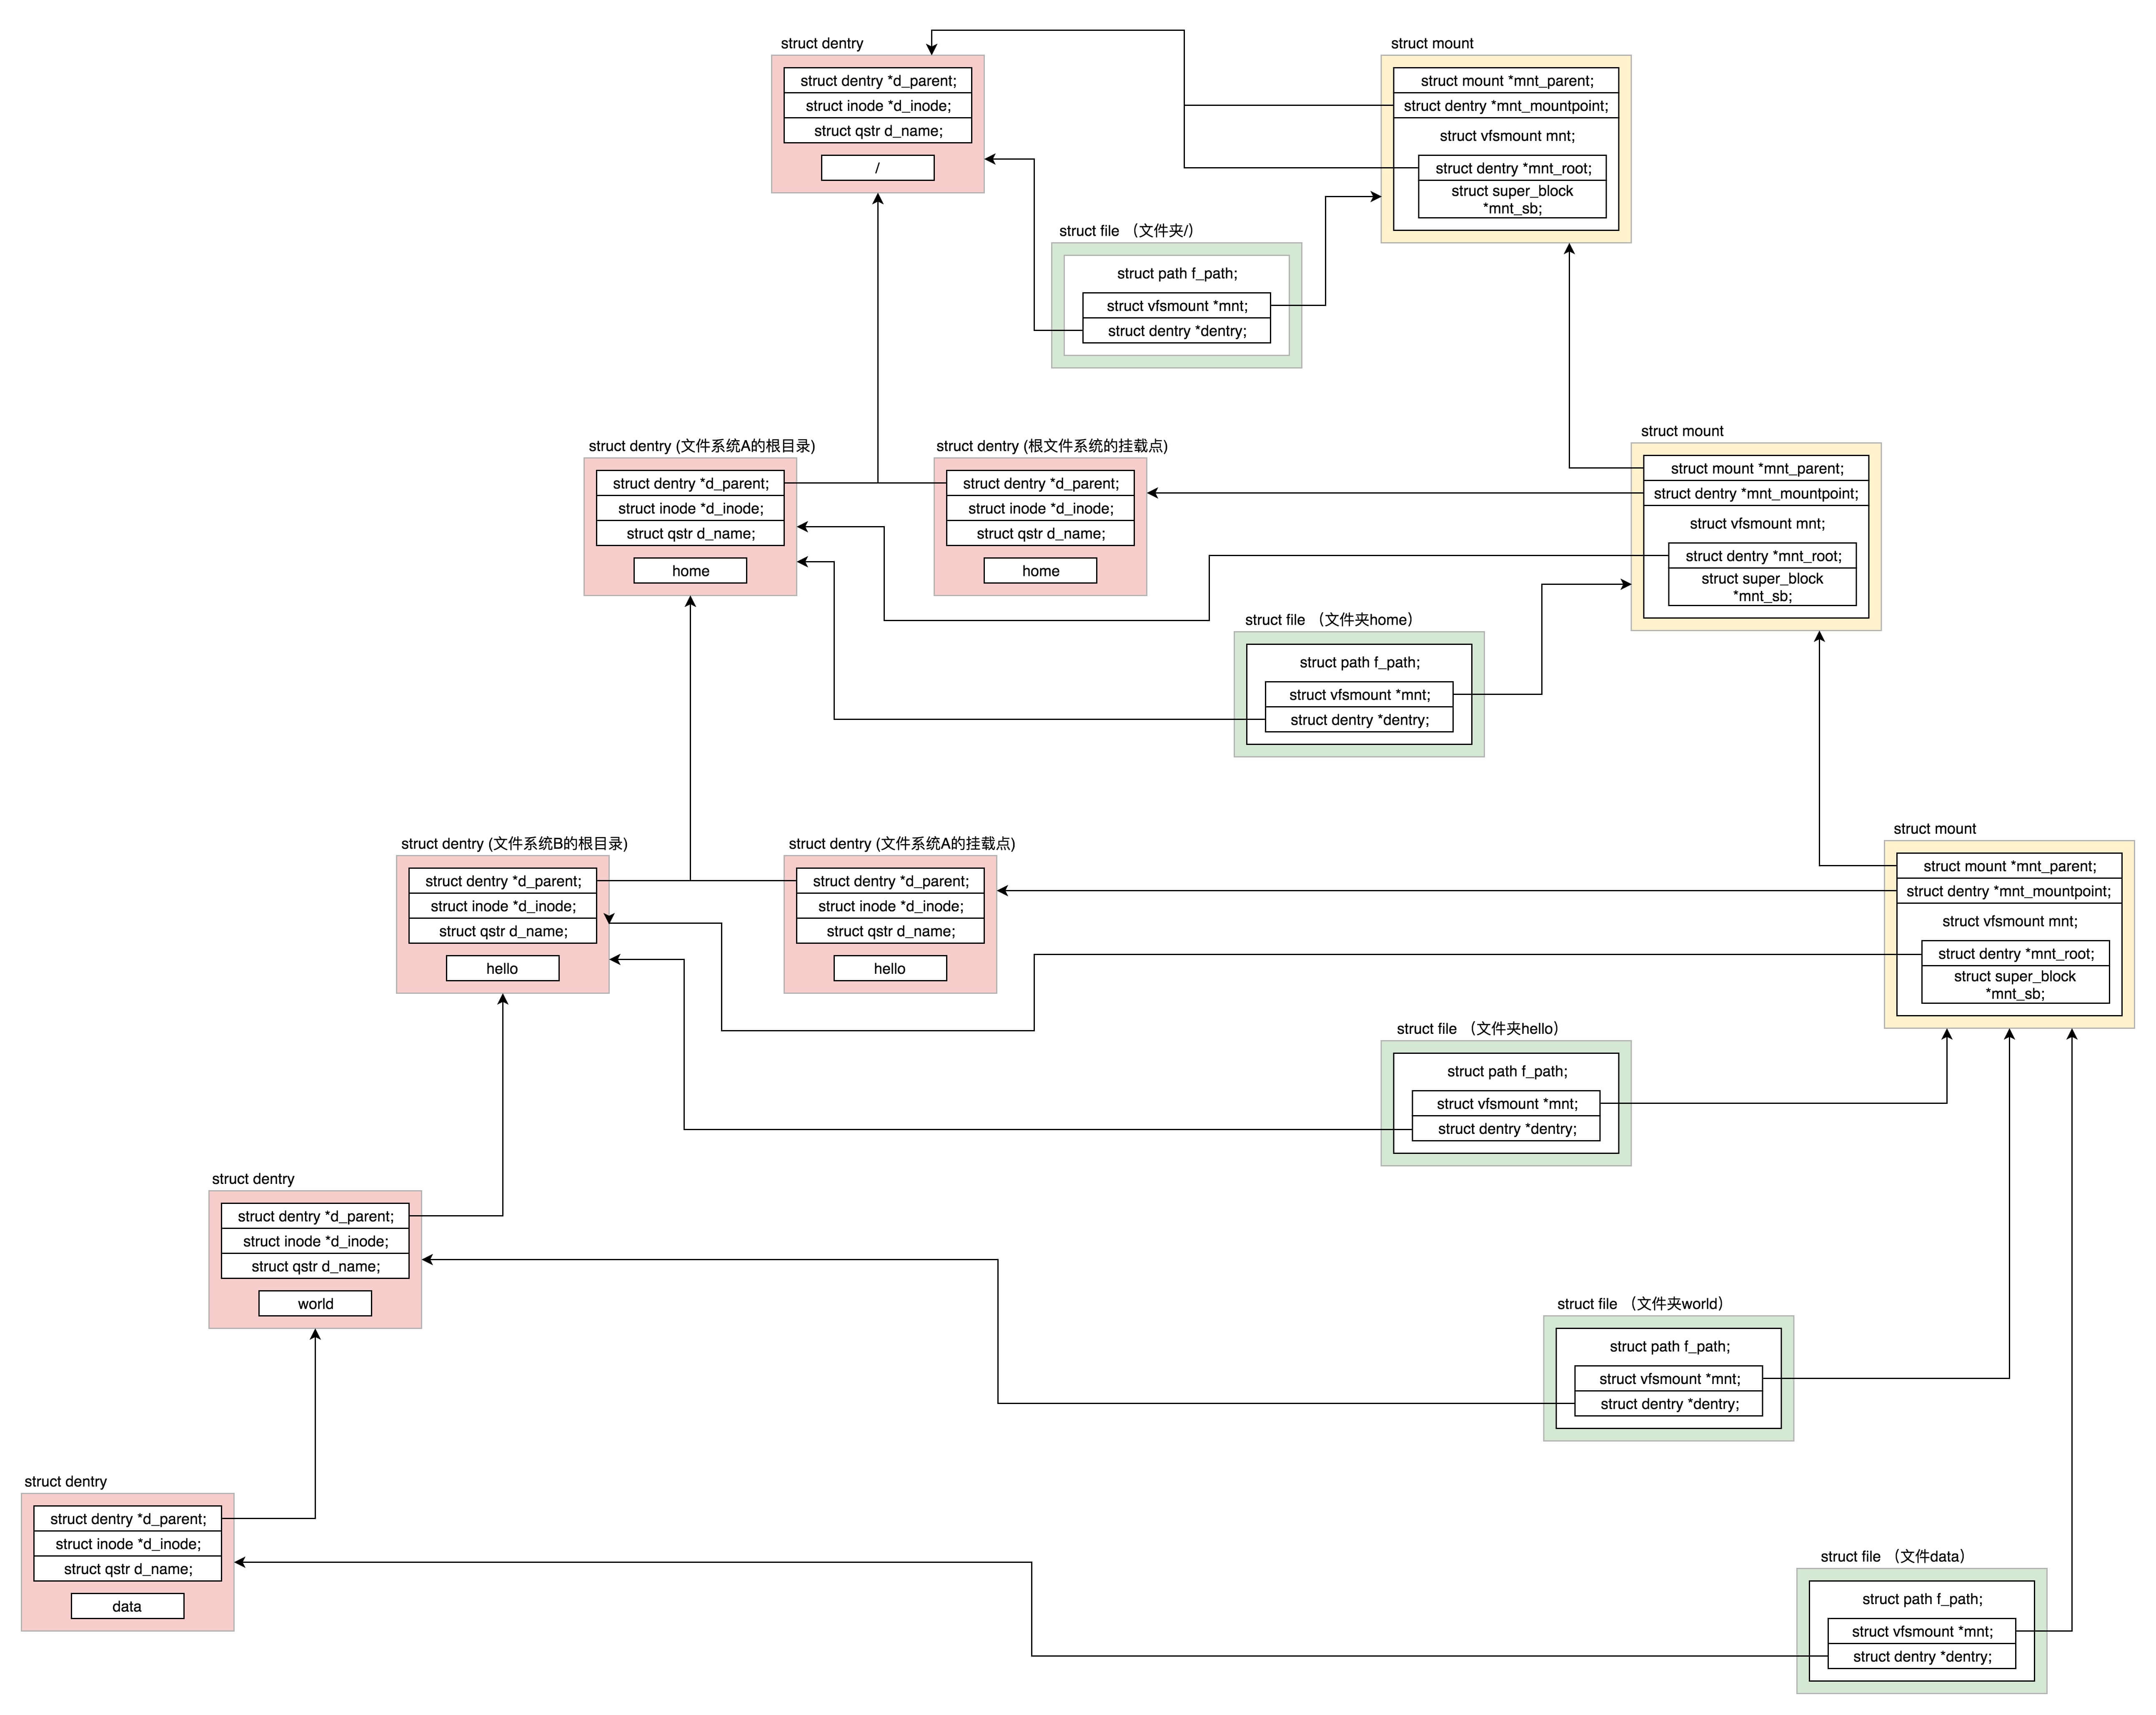 struct dentry
struct dentry *d_parent;
struct inode *d_inode;
struct qstr d_name;
/
struct mount
struct mount *mnt_parent;
struct dentry *mnt_mountpoint;
struct vfsmount mnt;
struct dentry *mnt_root;
struct super_block
*mnt_sb;
struct file （文件夹/）
struct path f_path;
struct vfsmount *mnt;
struct dentry *dentry;
struct dentry (文件系统A的根目录)
struct dentry *d_parent;
struct inode *d_inode;
struct qstr d_name;
home
struct dentry (根文件系统的挂载点)
struct dentry *d_parent;
struct inode *d_inode;
struct qstr d_name;
home
struct mount
struct mount *mnt_parent;
struct dentry *mnt_mountpoint;
struct vfsmount mnt;
struct dentry *mnt_root;
struct super_block
*mnt_sb;
struct file （文件夹home）
struct path f_path;
struct vfsmount *mnt;
struct dentry *dentry;
struct dentry (文件系统B的根目录)
struct dentry *d_parent;
struct inode *d_inode;
struct qstr d_name;
hello
struct dentry (文件系统A的挂载点)
struct dentry *d_parent;
struct inode *d_inode;
struct qstr d_name;
hello
struct mount
struct mount *mnt_parent;
struct dentry *mnt_mountpoint;
struct vfsmount mnt;
struct dentry *mnt_root;
struct super_block
*mnt_sb;
struct file （文件夹hello）
struct path f_path;
struct vfsmount *mnt;
struct dentry *dentry;
struct dentry
struct dentry *d_parent;
struct inode *d_inode;
struct qstr d_name;
world
struct file （文件夹world）
struct path f_path;
struct vfsmount *mnt;
struct dentry *dentry;
struct dentry
struct dentry *d_parent;
struct inode *d_inode;
struct qstr d_name;
data
struct file （文件data）
struct path f_path;
struct vfsmount *mnt;
struct dentry *dentry;